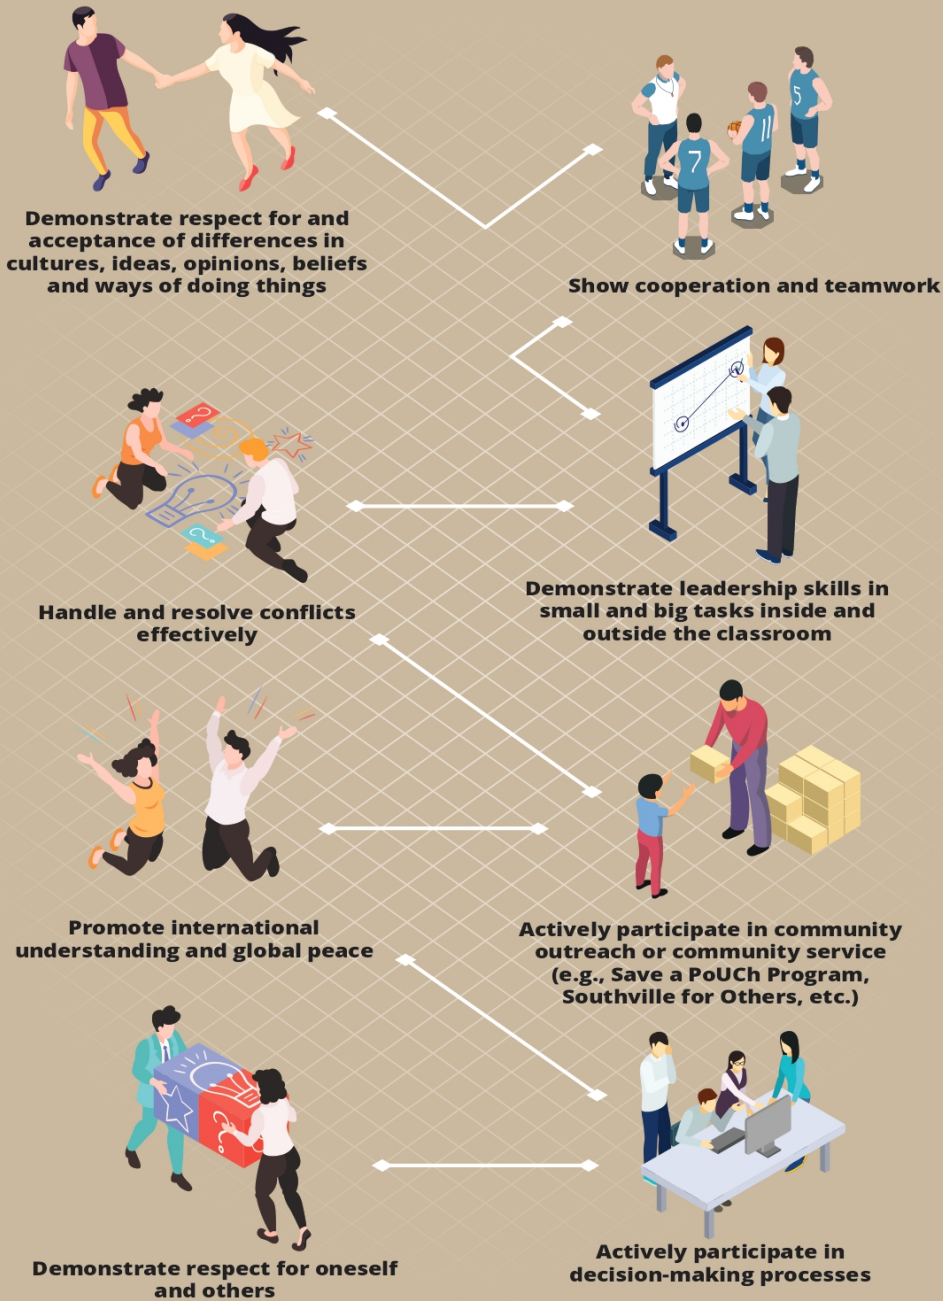 Demonstrate respect for and
acceptance of differences in
cultures, ideas, opinions, beliefs
and ways of doing things
7
11
5
Show cooperation and teamwork
?
?
Handle and resolve conflicts
effectively
Demonstrate leadership skills in
small and big tasks inside and
outside the classroom
Promote international
understanding and global peace
Actively participate in community
outreach or community service
(e.g., Save a PoUCh Program,
Southville for Others, etc.)
?
Demonstrate respect for oneself
and others
Actively participate in
decision-making processes